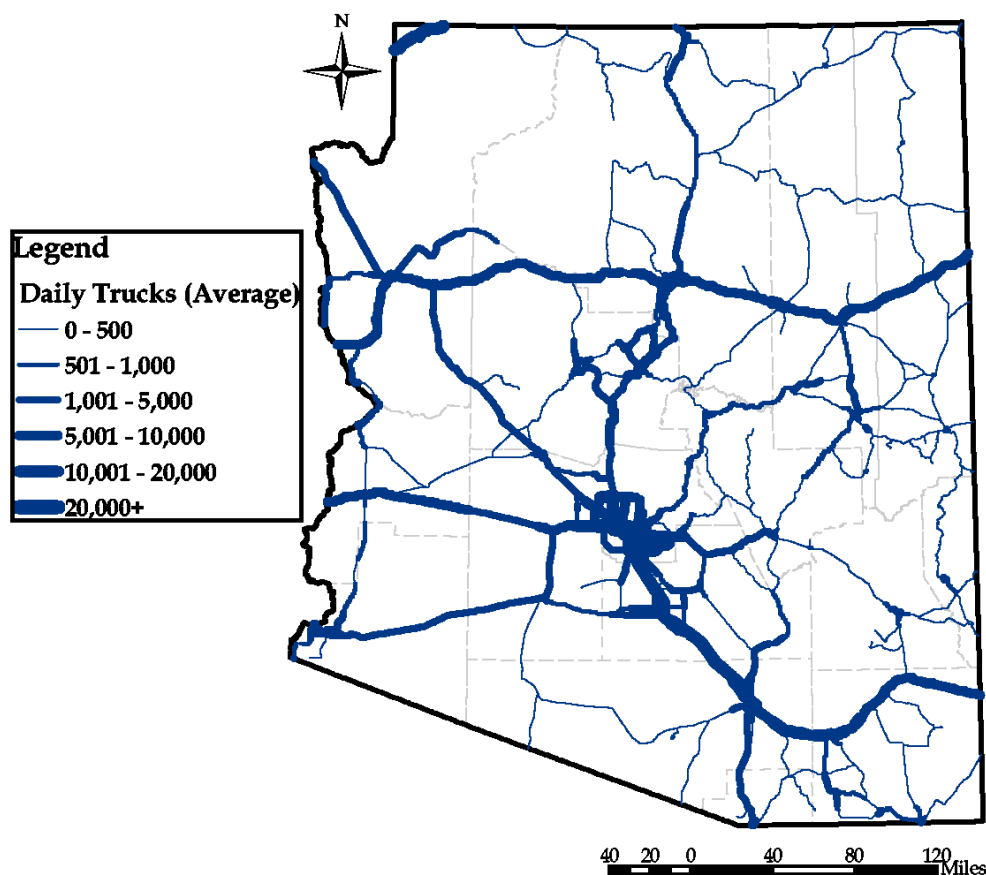 N
Legend
Daily Trucks (Average)
0 - 500
501 - 1,000
1,001 - 5,000
5,001 - 10,000
10,001 - 20,000
20,000+
40 20 0 40 80 120
Miles